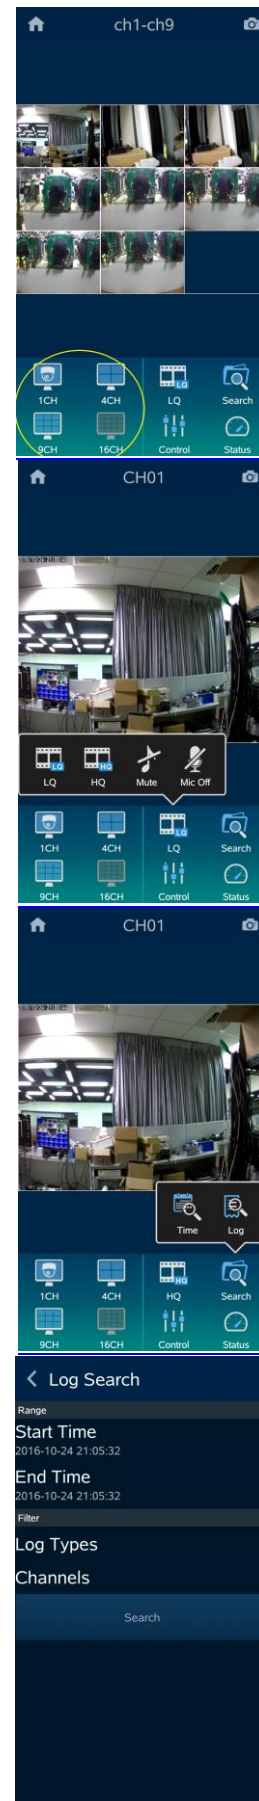 ch1-ch9
1CH 4CH LQ Search
9CH 16CH Control Status
CH01
LQ HQ Mute Mic Off
1CH 4CH LQ Search
9CH 16CH Control Status
CH01
Time Log
1CH 4CH HQ Search
9CH 16CH Control Status
Log Search
Range
Start Time
2016-10-24 21:05:32
End Time
2016-10-24 21:05:32
Filter
Log Types
Channels
Search